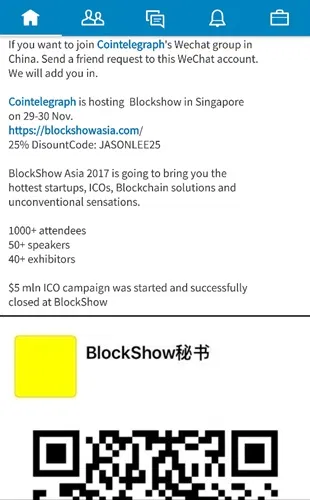 If you want to join Cointelegraph's Wechat group in
China. Send a friend request to this WeChat account.
We will add you in.
Cointelegraph is hosting Blockshow in Singapore
on 29-30 Nov.
https://blockshowasia.com/
25% DisountCode: JASONLEE25
BlockShow Asia 2017 is going to bring you the
hottest startups, ICOs, Blockchain solutions and
unconventional sensations.
1000+ attendees
50+ speakers
40+ exhibitors
$5 mln ICO campaign was started and successfully
closed at BlockShow
BlockShow秘书